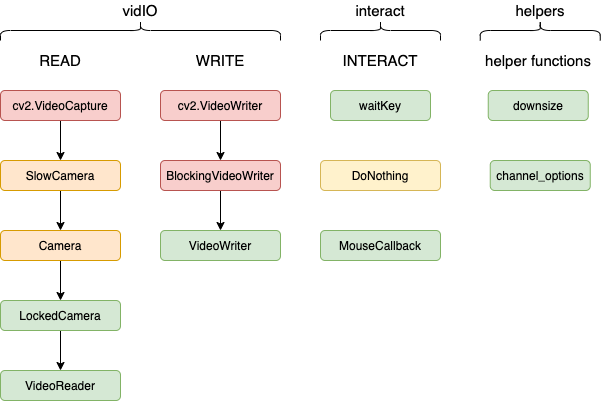 vidIO
interact
helpers
READ
WRITE
INTERACT
helper functions
cv2.VideoCapture
cv2.VideoWriter
waitKey
downsize
SlowCamera
BlockingVideoWriter
DoNothing
channel_options
Camera
VideoWriter
MouseCallback
LockedCamera
VideoReader